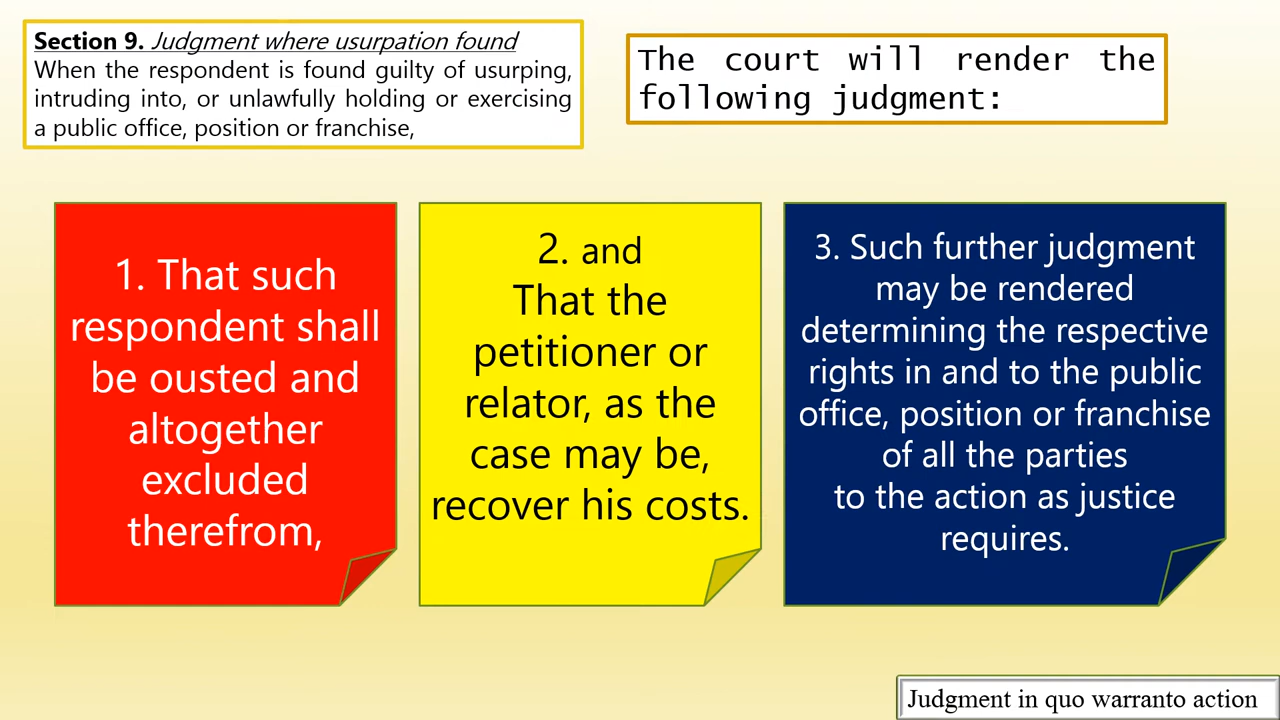 Section 9. Judgment where usurpation found
When the respondent is found guilty of usurping,
intruding into, or unlawfully holding or exercising
a public office, position or franchise,
The court will render the
following judgment:
1. That such
respondent shall
be ousted and
altogether
excluded
therefrom,
2. and
That the
petitioner or
relator, as the
case may be,
recover his costs.
3. Such further judgment
may be rendered
determining the respective
rights in and to the public
office, position or franchise
of all the parties
to the action as justice
requires.
Judgment in quo warranto action